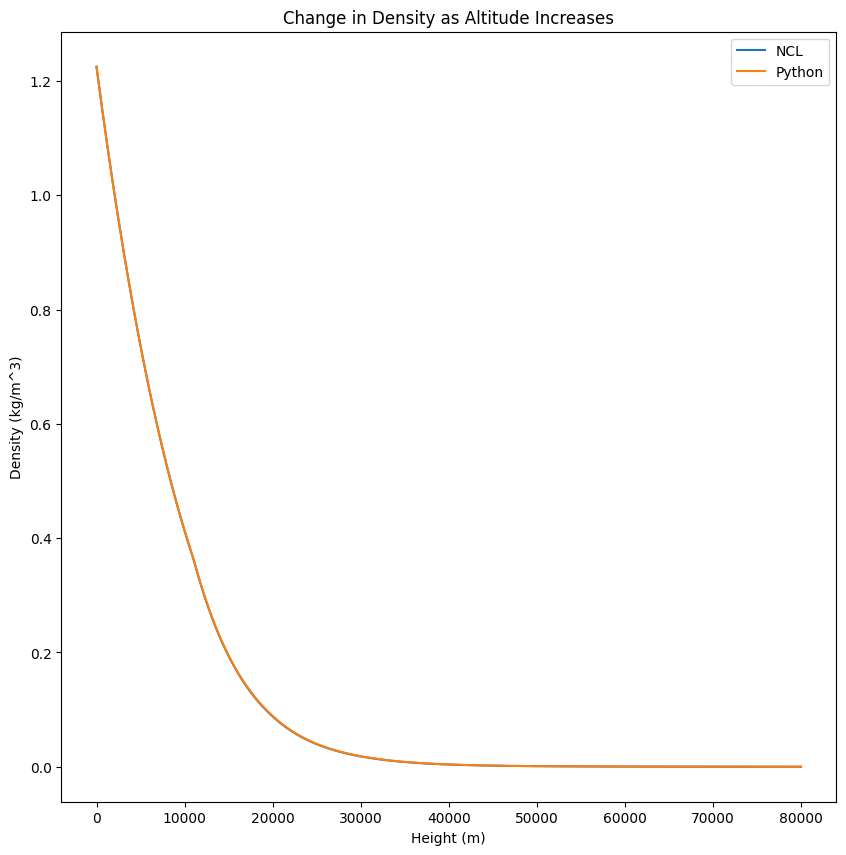 Change in Density as Altitude Increases
NCL
Python
1.2
1.0
0.8
0.6
0.4
0.2
0.0
Density (kg/m^3)
0 10000 20000 30000 40000 50000 60000 70000 80000
Height (m)